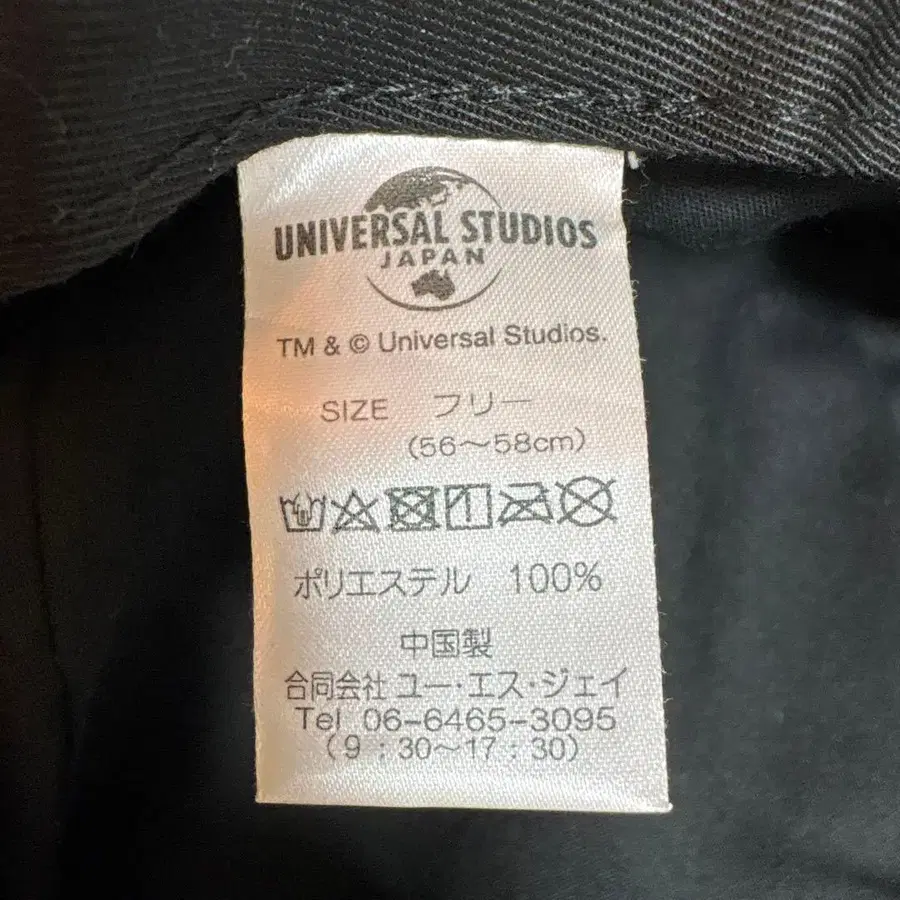 UNIVERSAL STUDIOS
JAPAN
TM & © Universal Studios.
SIZE フリー
(56～58cm)
ポリエステル 100%
中国製
合同会社 ユー・エス・ジェイ
Tel 06-6465-3095
(9:30～17:30)